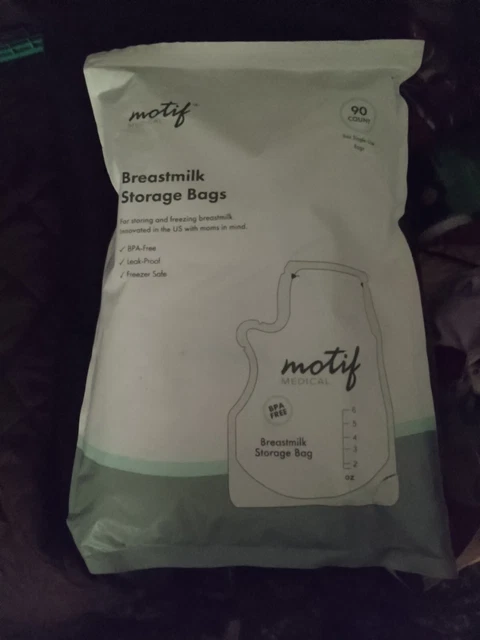 motif™
MEDICAL
90
COUNT
Bags
Breastmilk
Storage Bags
For storing and freezing breastmilk.
Innovated in the US with moms in mind.
✓ BPA-Free
✓ Leak-Proof
✓ Freezer Safe
motif
MEDICAL
BPA
FREE
Breastmilk
Storage Bag
6
5
4
3
2
oz